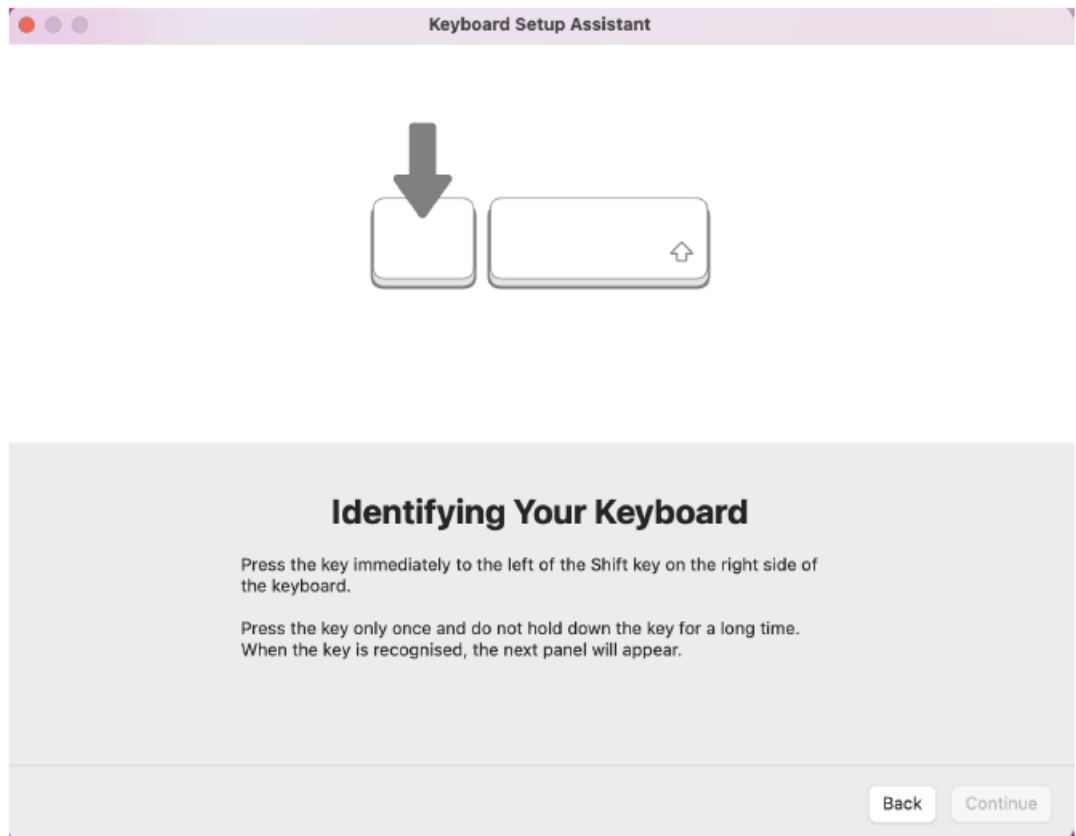 Keyboard Setup Assistant
Identifying Your Keyboard
Press the key immediately to the left of the Shift key on the right side of
the keyboard.
Press the key only once and do not hold down the key for a long time.
When the key is recognised, the next panel will appear.
Back
Continue